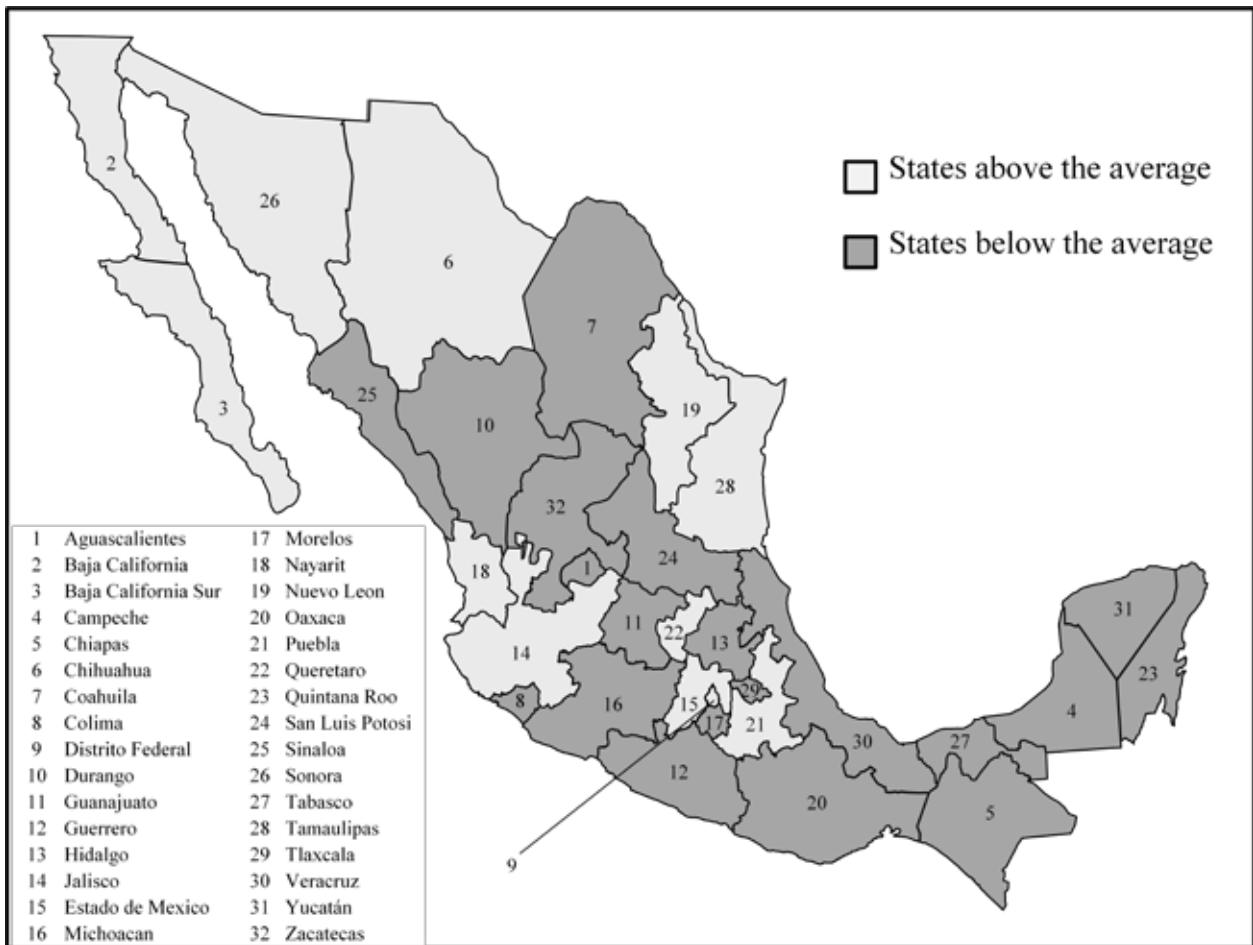 States above the average
States below the average
2
26
6
7
3
25
10
19
28
32
18
1
24
14
11
22
13
31
23
8
16
15
29
17
21
4
12
30
27
20
5
9
1 Aguascalientes 17 Morelos
2 Baja California 18 Nayarit
3 Baja California Sur 19 Nuevo Leon
4 Campeche 20 Oaxaca
5 Chiapas 21 Puebla
6 Chihuahua 22 Queretaro
7 Coahuila 23 Quintana Roo
8 Colima 24 San Luis Potosi
9 Distrito Federal 25 Sinaloa
10 Durango 26 Sonora
11 Guanajuato 27 Tabasco
12 Guerrero 28 Tamaulipas
13 Hidalgo 29 Tlaxcala
14 Jalisco 30 Veracruz
15 Estado de Mexico 31 Yucatán
16 Michoacan 32 Zacatecas